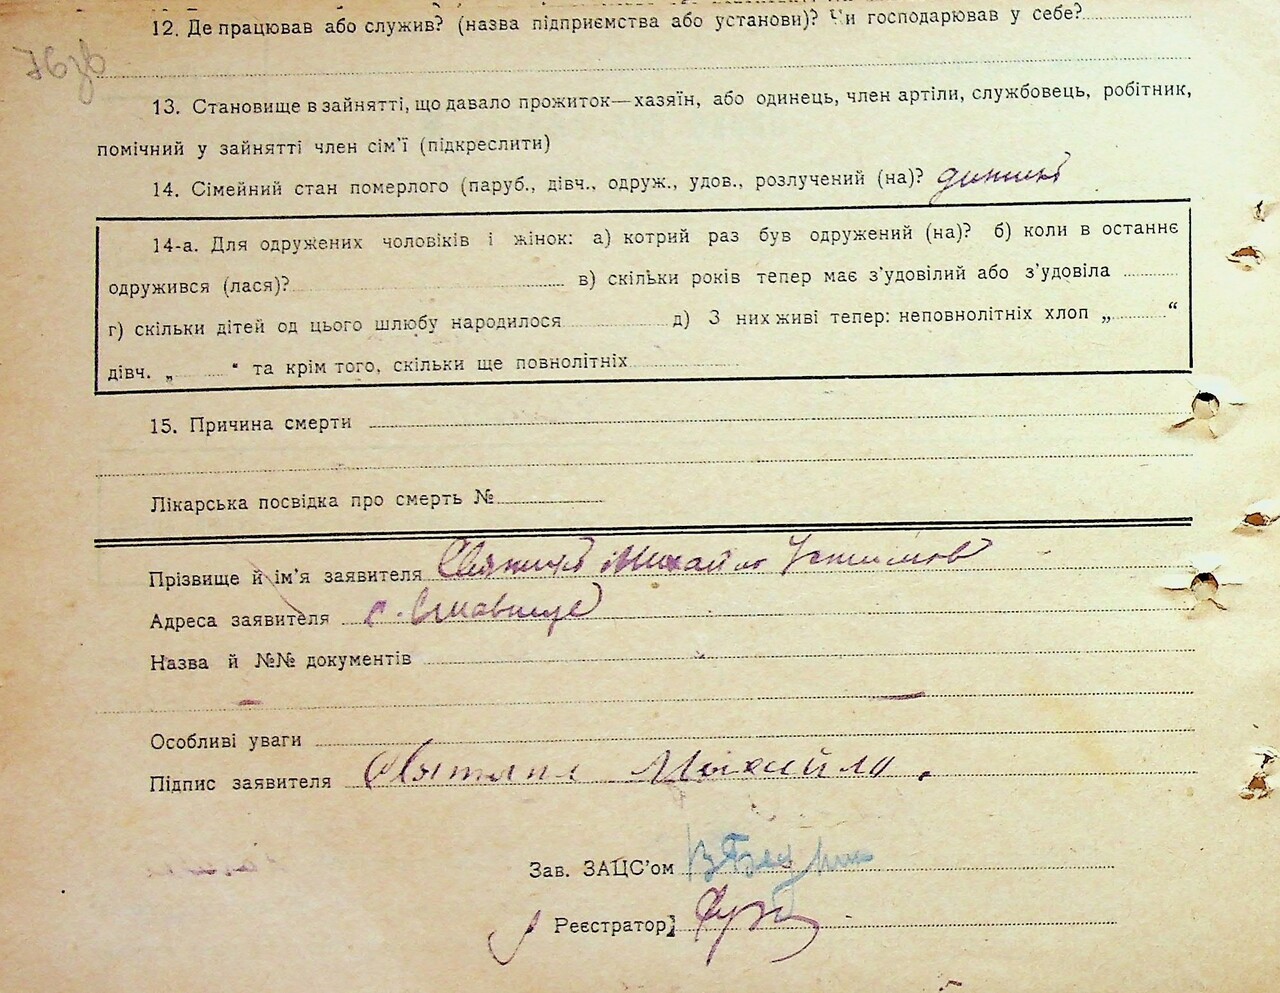 12. Де працював або служив? (назва підприємства або установи)? Чи господарював у себе?
13. Становище в зайнятті, що давало прожиток—хазяїн, або одинець, член артіли, службовець, робітник,
помічний у зайнятті член сім'ї (підкреслити)
14. Сімейний стан померлого (паруб., дівч., одруж., удов., розлучений (на)?
14-а. Для одружених чоловіків і жінок: а) котрий раз був одружений (на)? б) коли в останнє
одружився (лася)? в) скільки років тепер має з'удовілий або з'удовіла
г) скільки дітей од цього шлюбу народилося д) З них живі тепер: неповнолітніх хлоп „ “
дівч. „ “ та крім того, скільки ще повнолітніх
15. Причина смерти
Лікарська посвідка про смерть №
Прізвище й ім'я заявителя Михайло
Адреса заявителя с. Ставище
Назва й №№ документів
Особливі уваги
Підпис заявителя Михайло
Зав. ЗАЦС'ом
Реєстратор